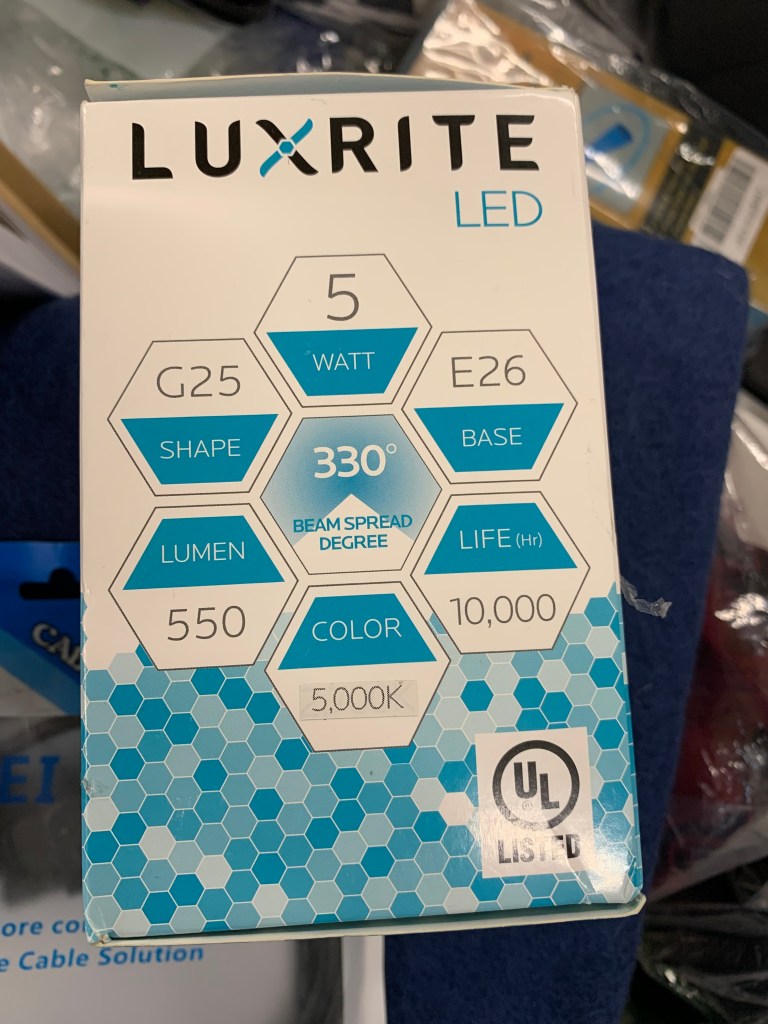 LUXRITE
LED
5
WATT
G25
SHAPE
E26
BASE
330°
BEAM SPREAD
DEGREE
LUMEN
550
LIFE (Hr)
10,000
COLOR
5,000K
UL
LISTED
EI
ore
Cable Solution